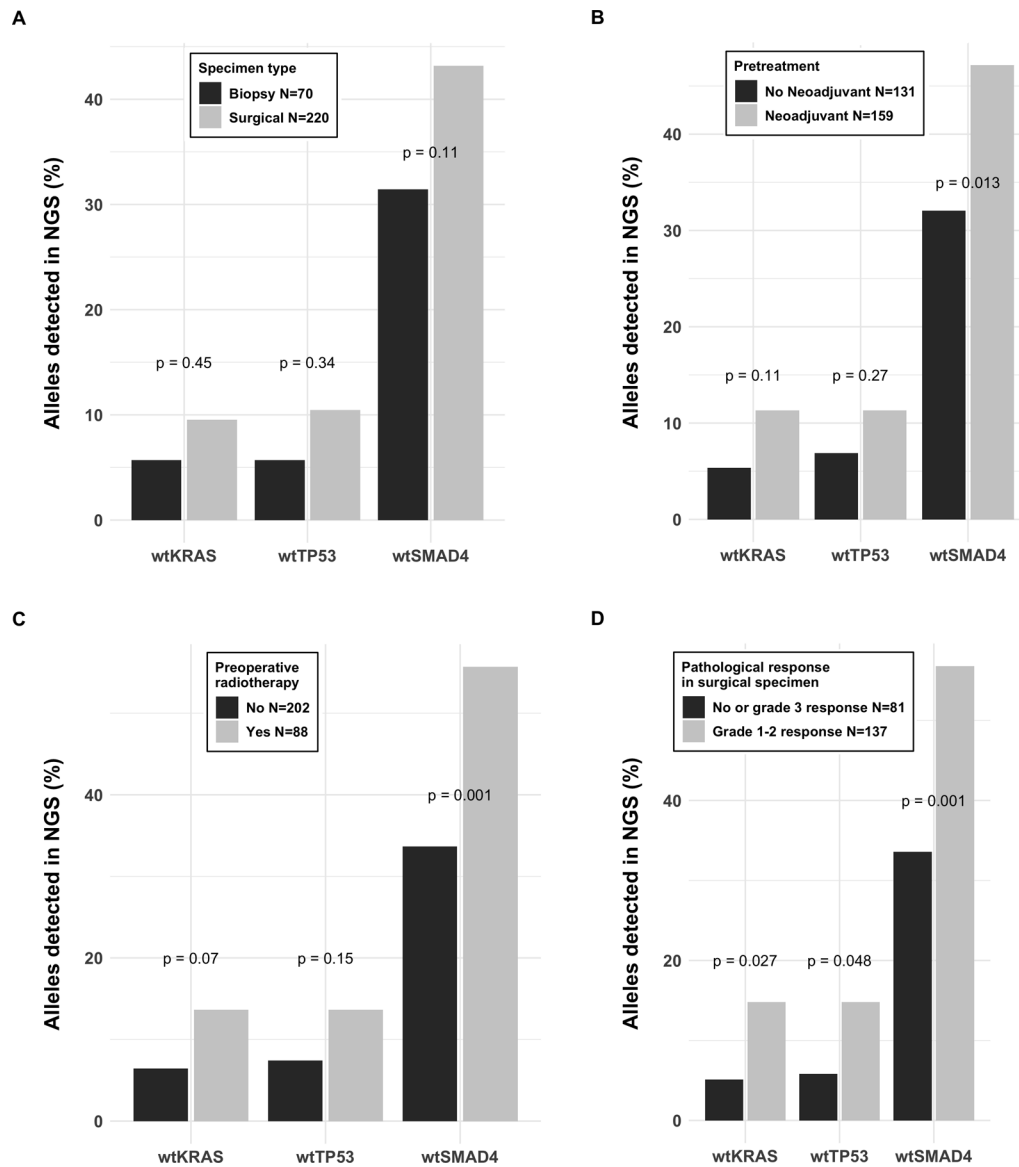 A
Specimen type
Biopsy N=70
Surgical N=220
Alleles detected in NGS (%)
40
30
20
10
0
p = 0.45
p = 0.34
p = 0.11
wtKRAS
wtTP53
wtSMAD4
B
Pretreatment
No Neoadjuvant N=131
Neoadjuvant N=159
Alleles detected in NGS (%)
40
30
20
10
0
p = 0.11
p = 0.27
p = 0.013
wtKRAS
wtTP53
wtSMAD4
C
Preoperative
radiotherapy
No N=202
Yes N=88
Alleles detected in NGS (%)
40
20
0
p = 0.07
p = 0.15
p = 0.001
wtKRAS
wtTP53
wtSMAD4
D
Pathological response
in surgical specimen
No or grade 3 response N=81
Grade 1-2 response N=137
Alleles detected in NGS (%)
40
20
0
p = 0.027
p = 0.048
p = 0.001
wtKRAS
wtTP53
wtSMAD4